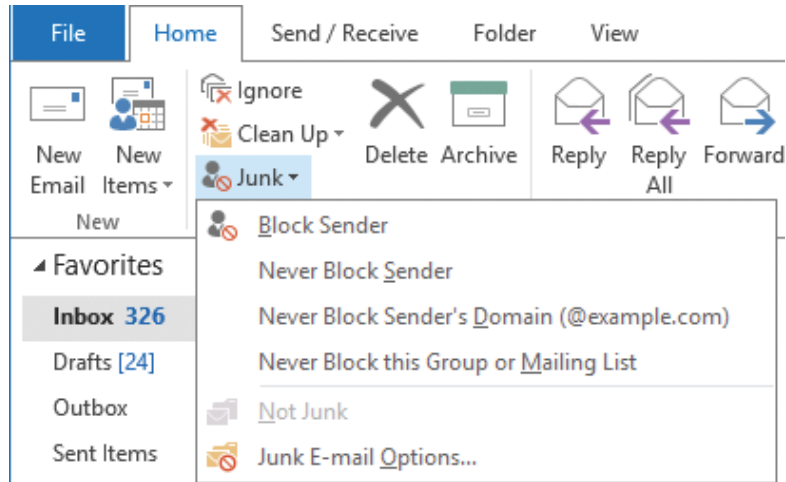 File Home Send / Receive Folder View
Ignore
Clean Up
Junk
New Email
New Items
Delete
Archive
Reply
Reply All
Forward
New
Block Sender
Never Block Sender
Never Block Sender's Domain (@example.com)
Never Block this Group or Mailing List
Not Junk
Junk E-mail Options...
Favorites
Inbox 326
Drafts [24]
Outbox
Sent Items